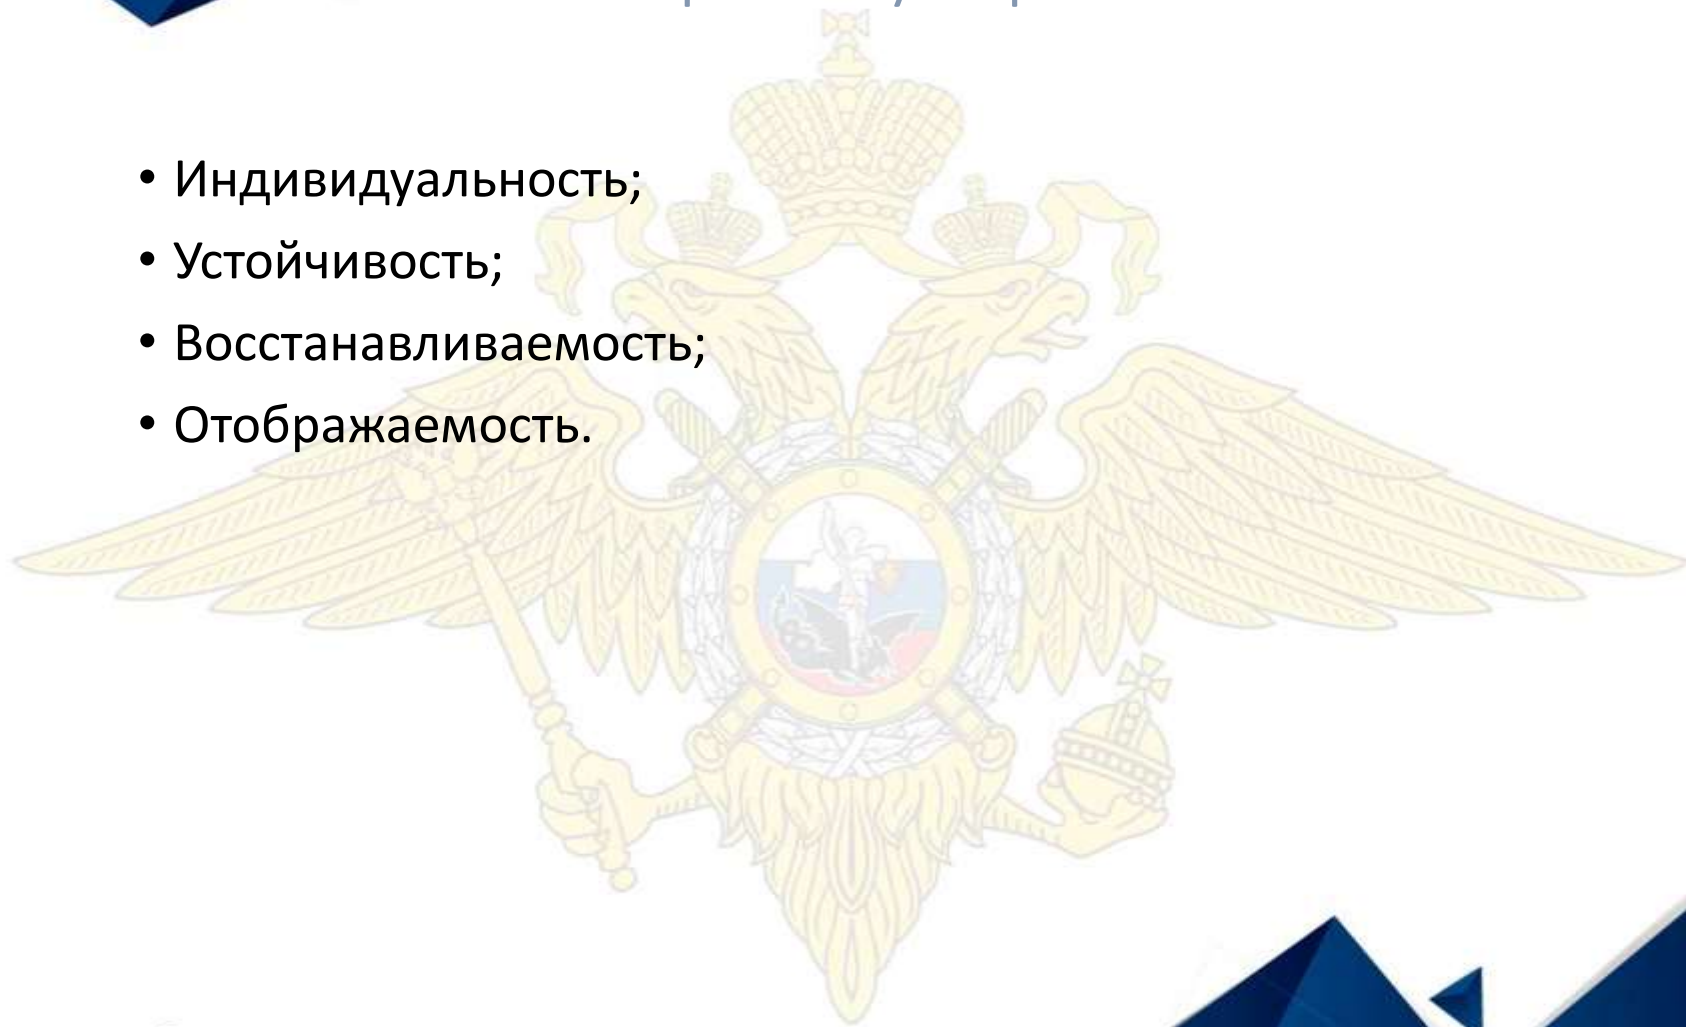 • Индивидуальность;
• Устойчивость;
• Восстанавливаемость;
• Отображаемость.